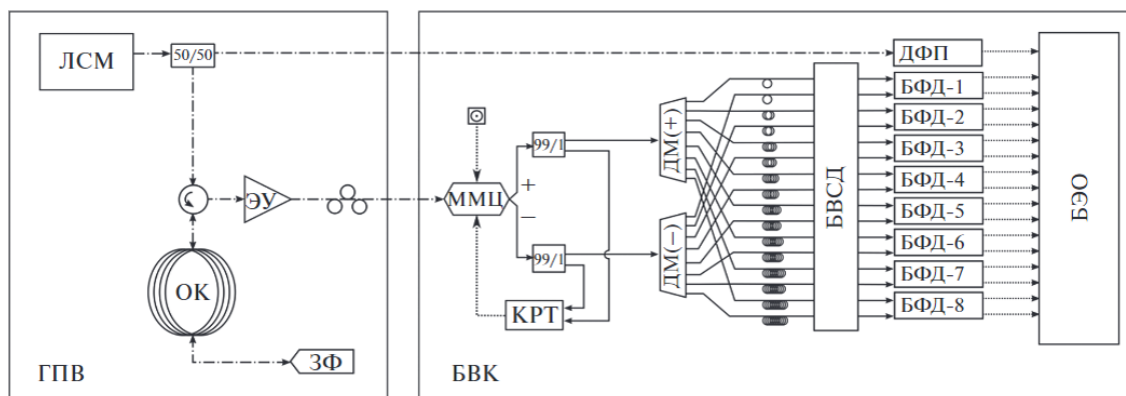 ЛСМ
50/50
ОК
ЭУ
ЗФ
ГПВ
ММЦ
+
−
99/1
99/1
КРТ
ДМ(+)
ДМ(−)
БВСД
ДФП
БФД-1
БФД-2
БФД-3
БФД-4
БФД-5
БФД-6
БФД-7
БФД-8
БЭО
БВК